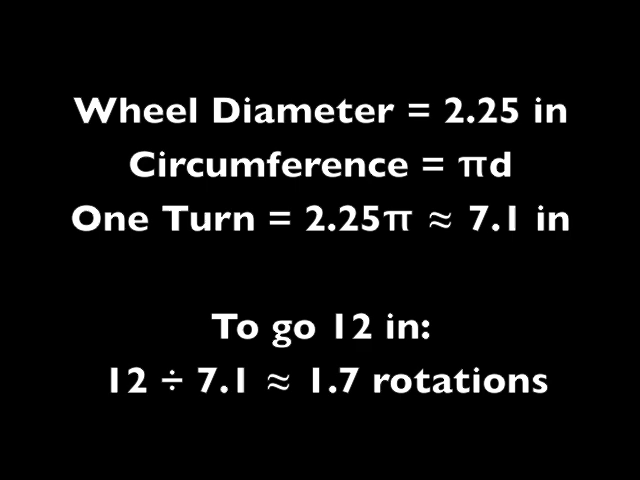 Wheel Diameter = 2.25 in
Circumference = πd
One Turn = 2.25π ≈ 7.1 in
To go 12 in:
12 ÷ 7.1 ≈ 1.7 rotations